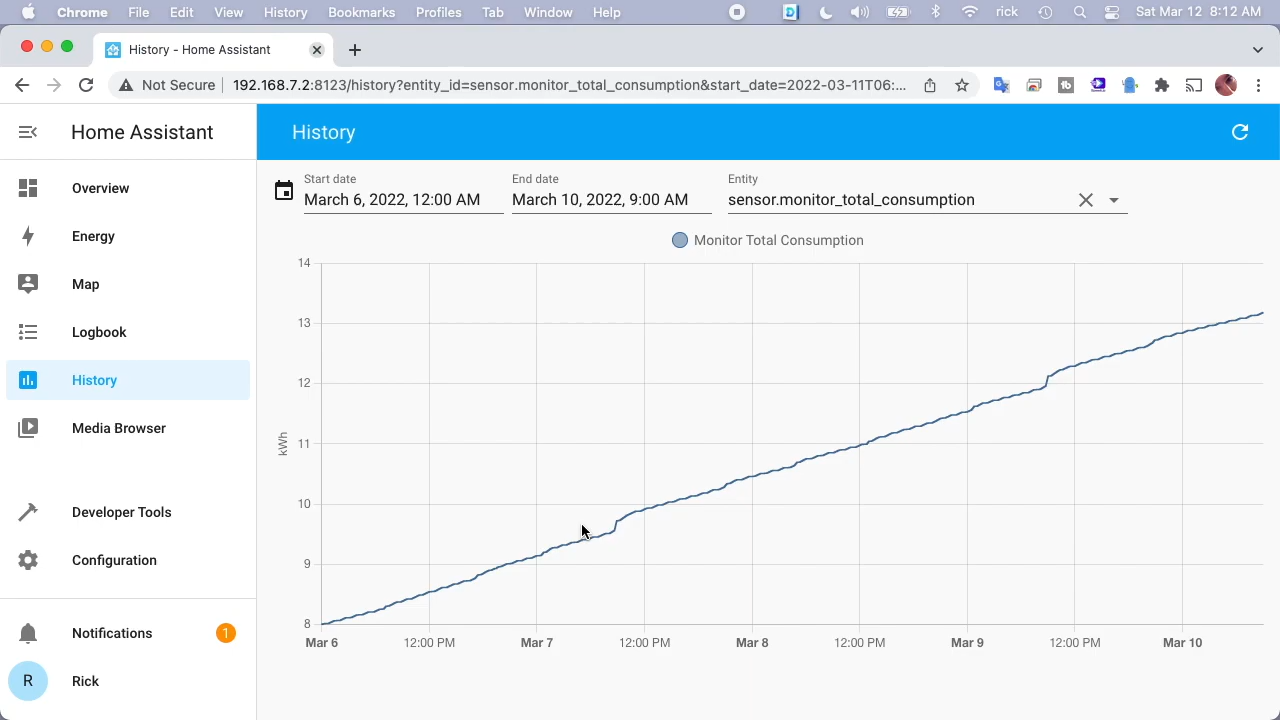 Chrome File Edit View History Bookmarks Profiles Tab Window Help rick Sat Mar 12 8:12 AM
History - Home Assistant
Not Secure 192.168.7.2:8123/history?entity_id=sensor.monitor_total_consumption&start_date=2022-03-11T06:...
Home Assistant
History
Overview
Energy
Map
Logbook
History
Media Browser
Developer Tools
Configuration
Notifications 1
R Rick
Start date End date Entity
March 6, 2022, 12:00 AM March 10, 2022, 9:00 AM sensor.monitor_total_consumption
Monitor Total Consumption
kWh
14
13
12
11
10
9
8
Mar 6 12:00 PM Mar 7 12:00 PM Mar 8 12:00 PM Mar 9 12:00 PM Mar 10